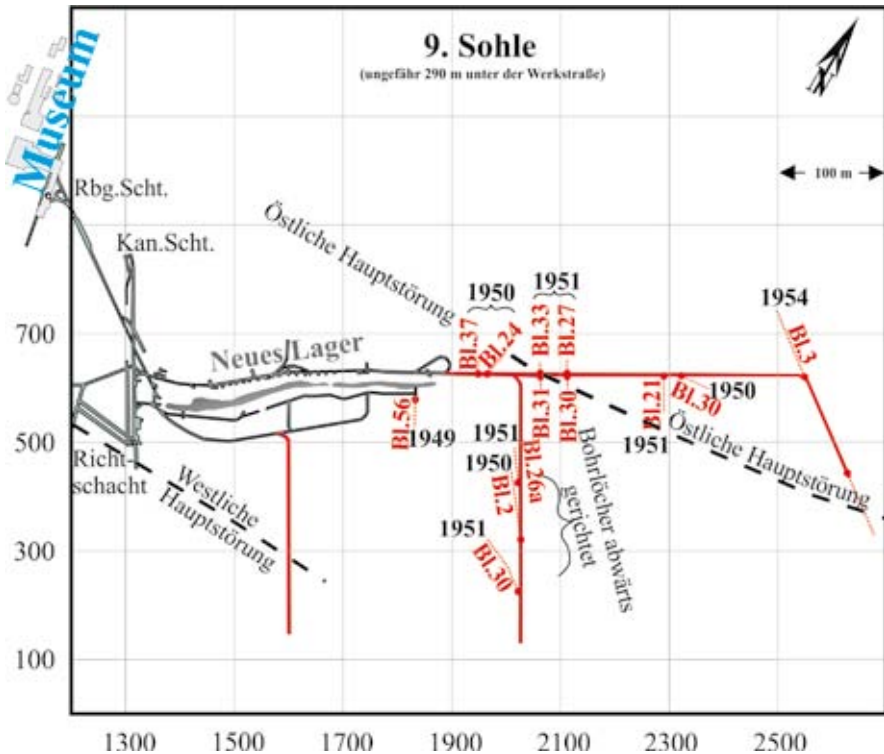 9. Sohle
(ungefähr 290 m unter der Werkstraße)
Museum
100 m
Rbg.Scht.
Kan.Scht.
Östliche Hauptstörung
1950
1951
1954
Bl.37
Bl.24
Bl.33
Bl.27
Bl.3
700
Neues Lager
Bl.56
1949
Bl.31
Bl.30
Bl.21
Bl.30
1950
1951
500
Richt-
schacht
Westliche
Hauptstörung
1951
1950
Bl.2
Bl.26a
Bohrlöcher abwärts
gerichtet
Östliche Hauptstörung
1951
Bl.30
300
100
1300
1500
1700
1900
2100
2300
2500